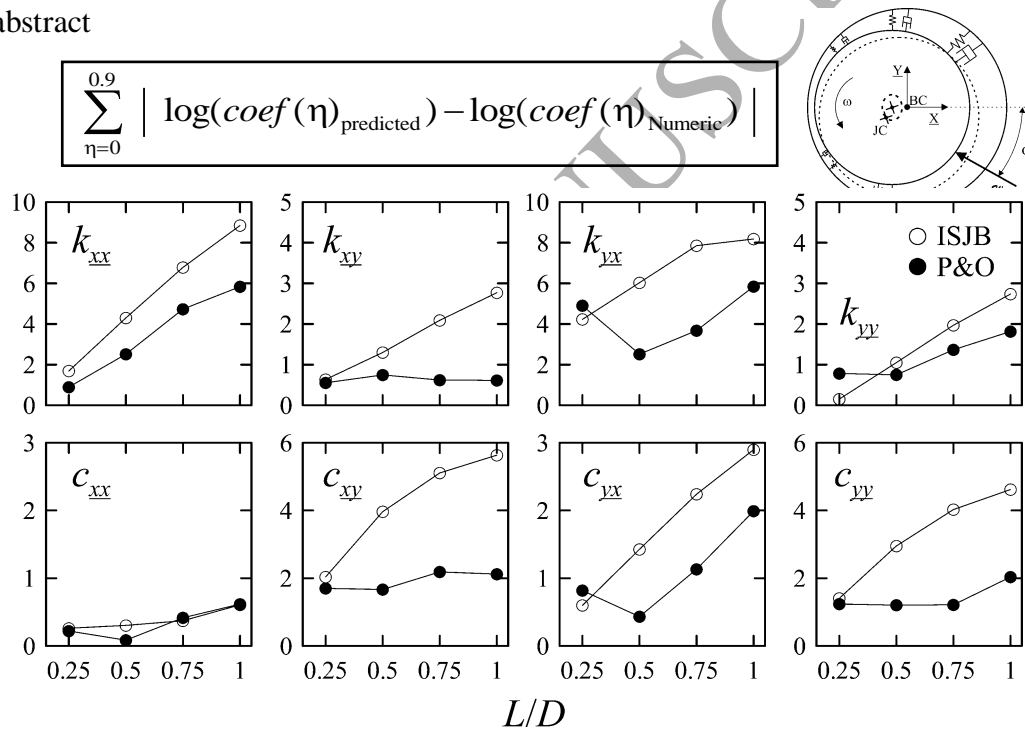 abstract
0.9
∑ | log(coef(η)predicted) – log(coef(η)Numeric) |
η=0
Y
ω
BC
X
JC
USC
10
8
6
4
2
0
kxx
5
4
3
2
1
0
kxy
10
8
6
4
2
0
kyx
5
4
3
2
1
0
ISJB
P&O
kyy
3
2
1
0
cxx
0.25 0.5 0.75 1
6
4
2
0
cxy
0.25 0.5 0.75 1
3
2
1
0
cyx
0.25 0.5 0.75 1
6
4
2
0
cyy
0.25 0.5 0.75 1
L/D